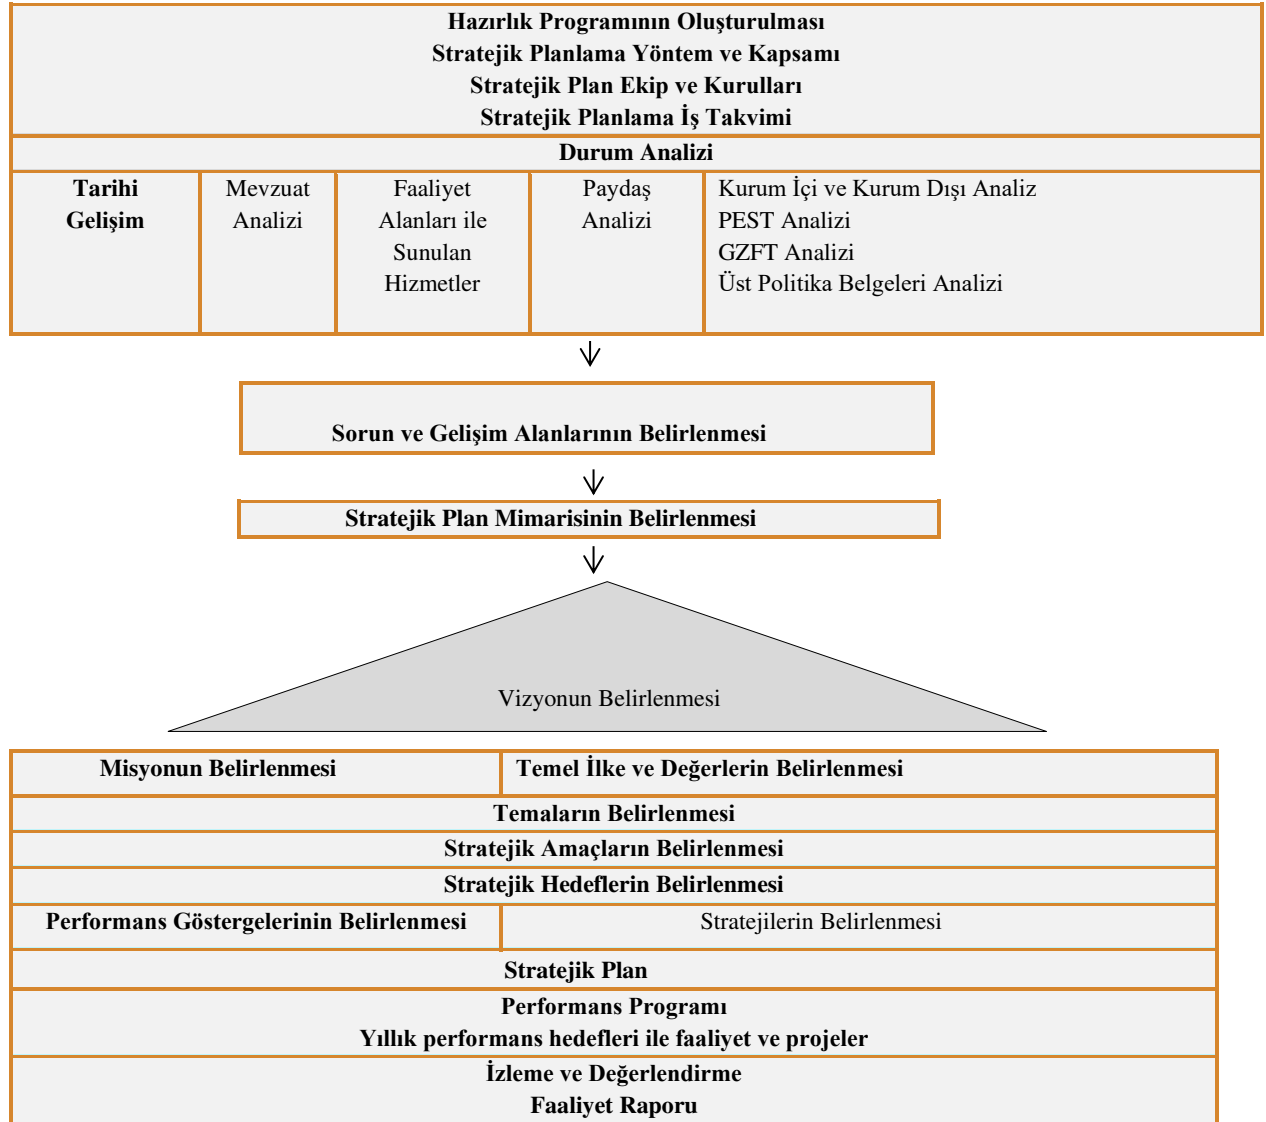 Hazırlık Programının Oluşturulması
Stratejik Planlama Yöntem ve Kapsamı
Stratejik Plan Ekip ve Kurulları
Stratejik Planlama İş Takvimi
Durum Analizi
Tarihi
Gelişim
Mevzuat
Analizi
Faaliyet
Alanları ile
Sunulan
Hizmetler
Paydaş
Analizi
Kurum İçi ve Kurum Dışı Analiz
PEST Analizi
GZFT Analizi
Üst Politika Belgeleri Analizi
Sorun ve Gelişim Alanlarının Belirlenmesi
Stratejik Plan Mimarisinin Belirlenmesi
Vizyonun Belirlenmesi
Misyonun Belirlenmesi
Temel İlke ve Değerlerin Belirlenmesi
Temaların Belirlenmesi
Stratejik Amaçların Belirlenmesi
Stratejik Hedeflerin Belirlenmesi
Performans Göstergelerinin Belirlenmesi
Stratejilerin Belirlenmesi
Stratejik Plan
Performans Programı
Yıllık performans hedefleri ile faaliyet ve projeler
İzleme ve Değerlendirme
Faaliyet Raporu